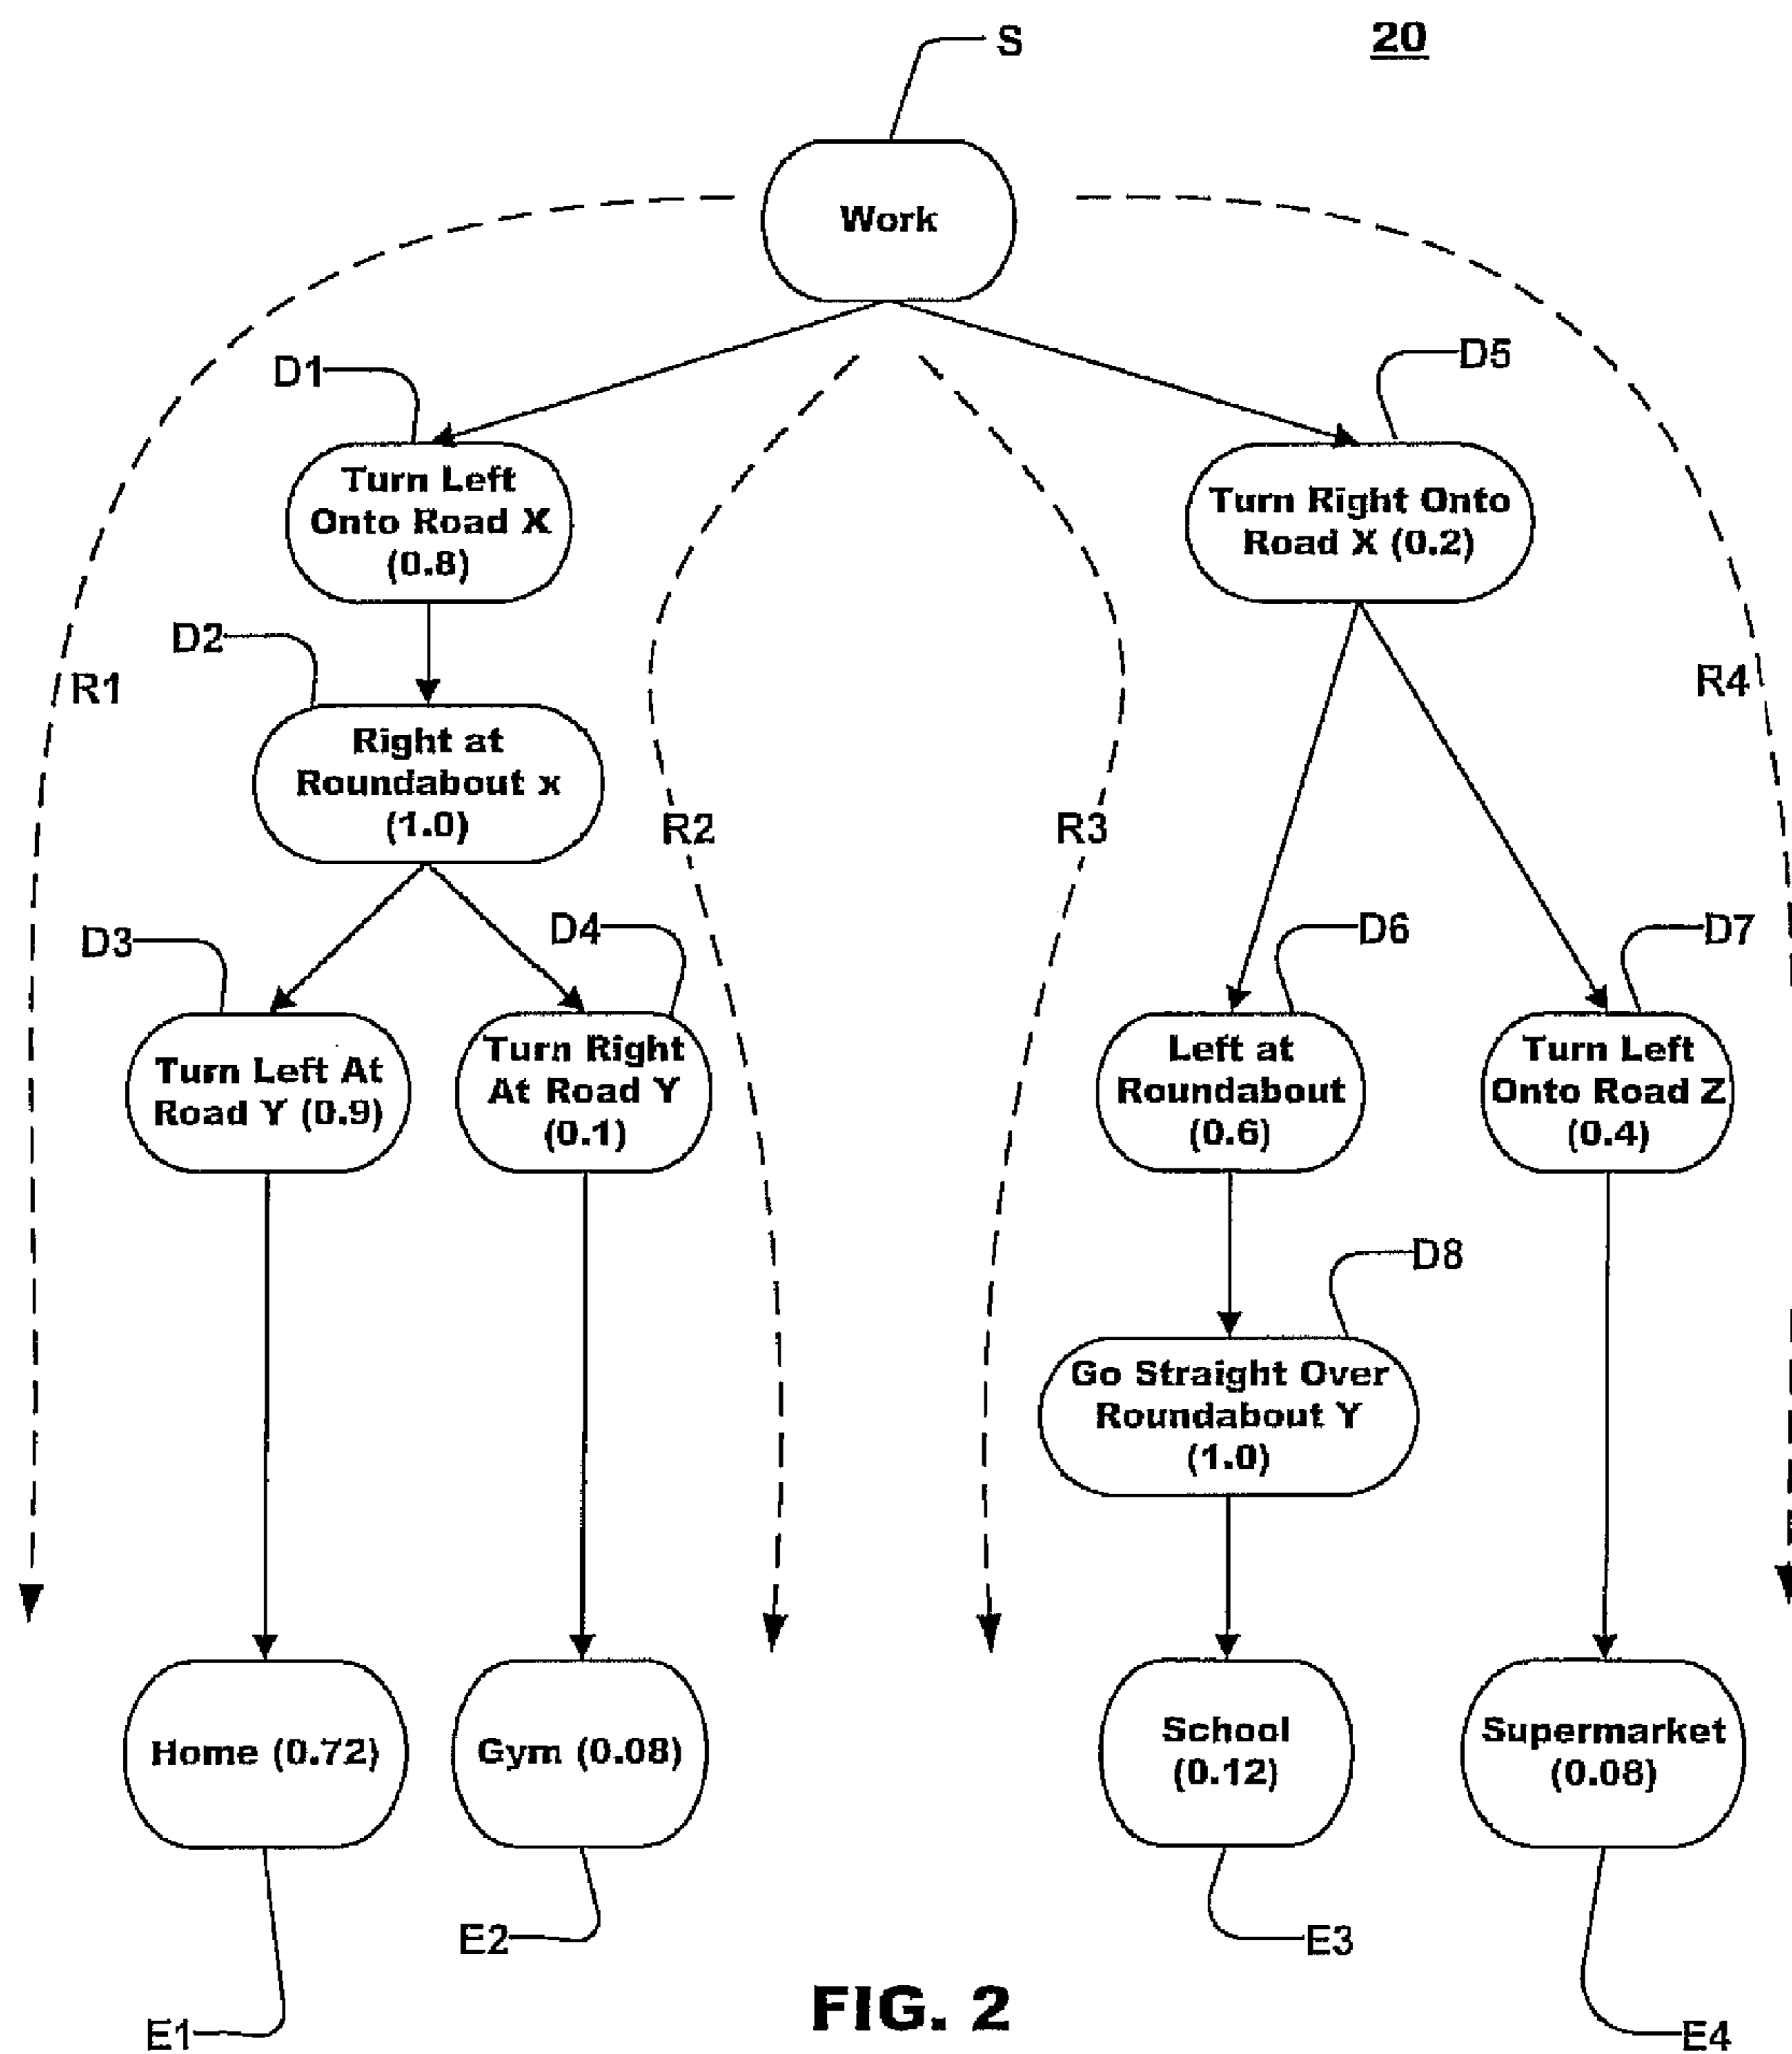 S
20
Work
D1
D5
Turn Left
Onto Road X
(0.8)
Turn Right Onto
Road X (0.2)
D2
R1
R4
Right at
Roundabout x
(1.0)
R2
R3
D3
D4
D6
D7
Turn Left At
Road Y (0.9)
Turn Right
At Road Y
(0.1)
Left at
Roundabout
(0.6)
Turn Left
Onto Road Z
(0.4)
D8
Go Straight Over
Roundabout Y
(1.0)
Home (0.72)
Gym (0.08)
School
(0.12)
Supermarket
(0.08)
E2
E3
E1
E4
FIG. 2